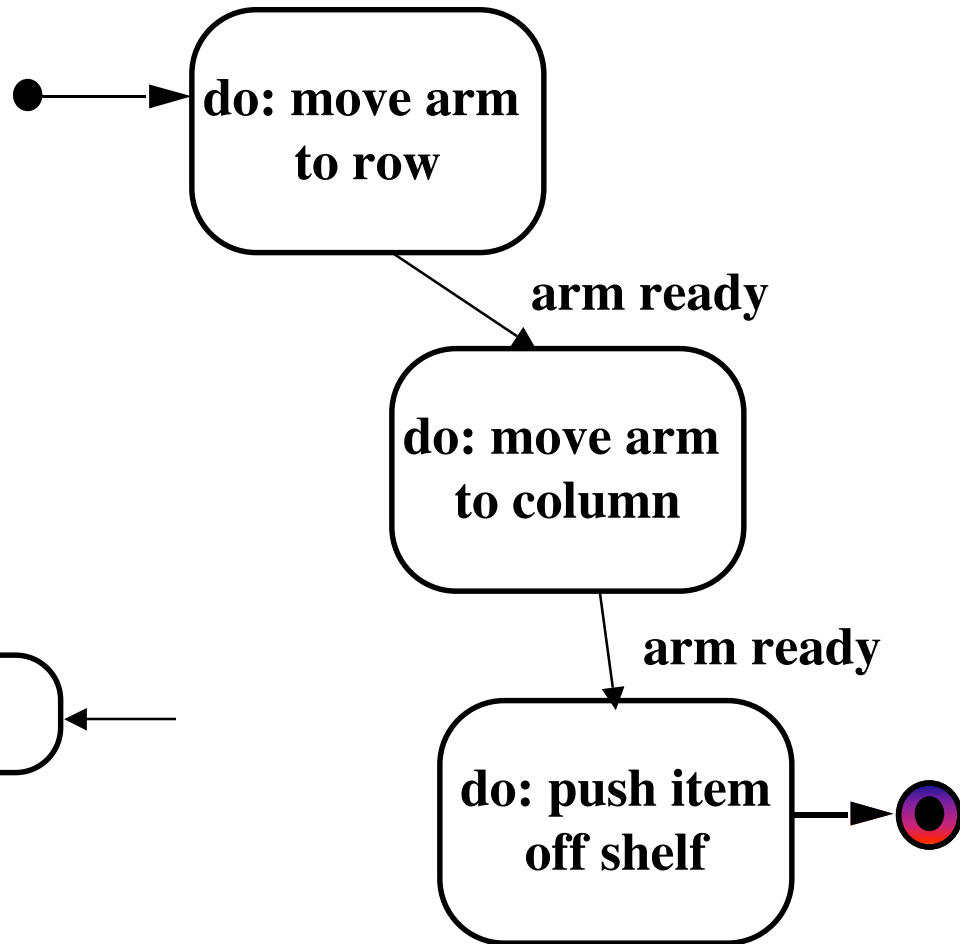 do: move arm
to row
arm ready
do: move arm
to column
arm ready
do: push item
off shelf